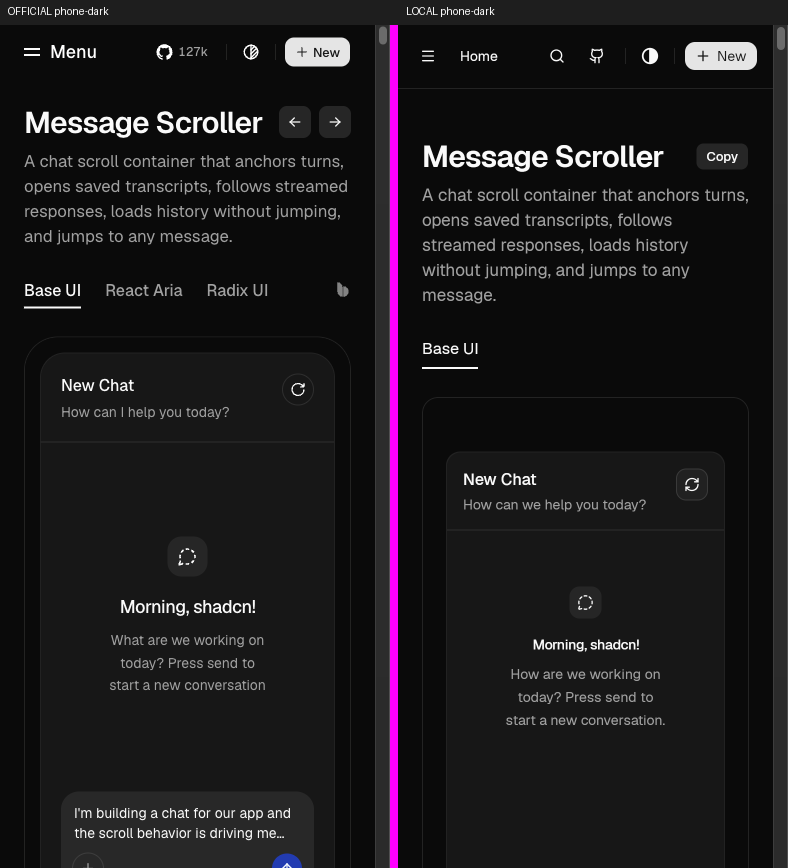 OFFICIAL phone-dark
Menu
127k
New
Message Scroller
A chat scroll container that anchors turns,
opens saved transcripts, follows streamed
responses, loads history without jumping,
and jumps to any message.
Base UI
React Aria
Radix UI
New Chat
How can I help you today?
Morning, shadcn!
What are we working on
today? Press send to
start a new conversation
I'm building a chat for our app and
the scroll behavior is driving me...
LOCAL phone-dark
Home
New
Message Scroller
Copy
A chat scroll container that anchors turns,
opens saved transcripts, follows
streamed responses, loads history
without jumping, and jumps to any
message.
Base UI
New Chat
How can we help you today?
Morning, shadcn!
How are we working on
today? Press send to
start a new conversation.